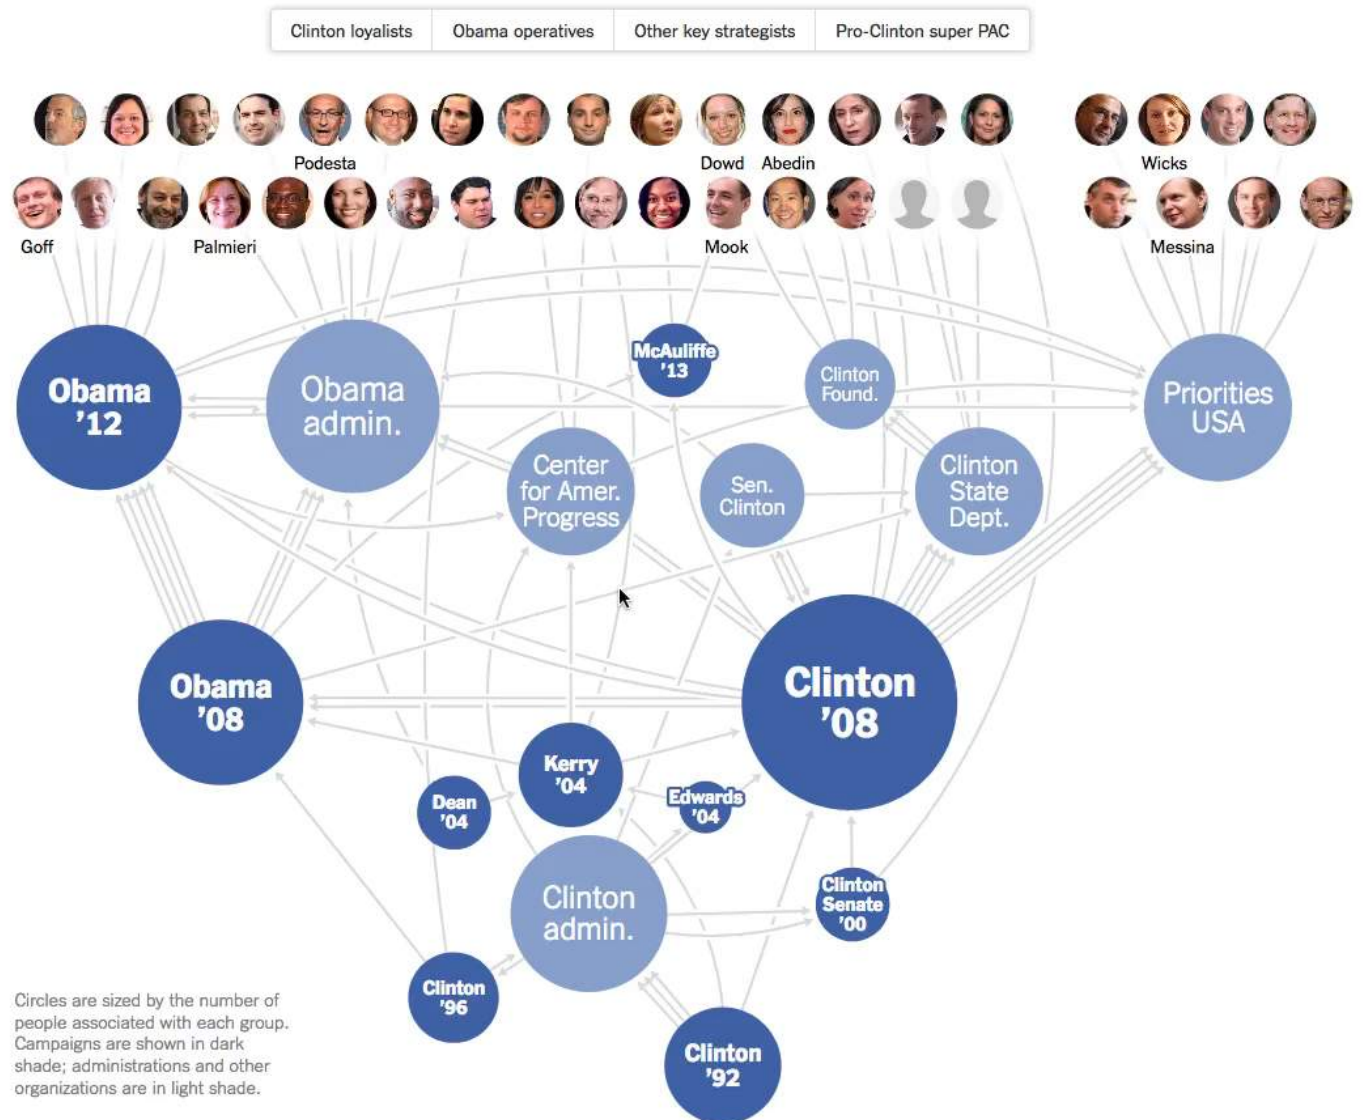 Clinton loyalists
Obama operatives
Other key strategists
Pro-Clinton super PAC
Podesta
Dowd
Abedin
Wicks
Goff
Palmieri
Mook
Messina
Obama
'12
Obama
admin.
McAuliffe
'13
Clinton
Found.
Priorities
USA
Center
for Amer.
Progress
Sen.
Clinton
Clinton
State
Dept.
Obama
'08
Clinton
'08
Kerry
'04
Dean
'04
Edwards
'04
Clinton
admin.
Clinton
Senate
'00
Clinton
'96
Clinton
'92
Circles are sized by the number of
people associated with each group.
Campaigns are shown in dark
shade; administrations and other
organizations are in light shade.